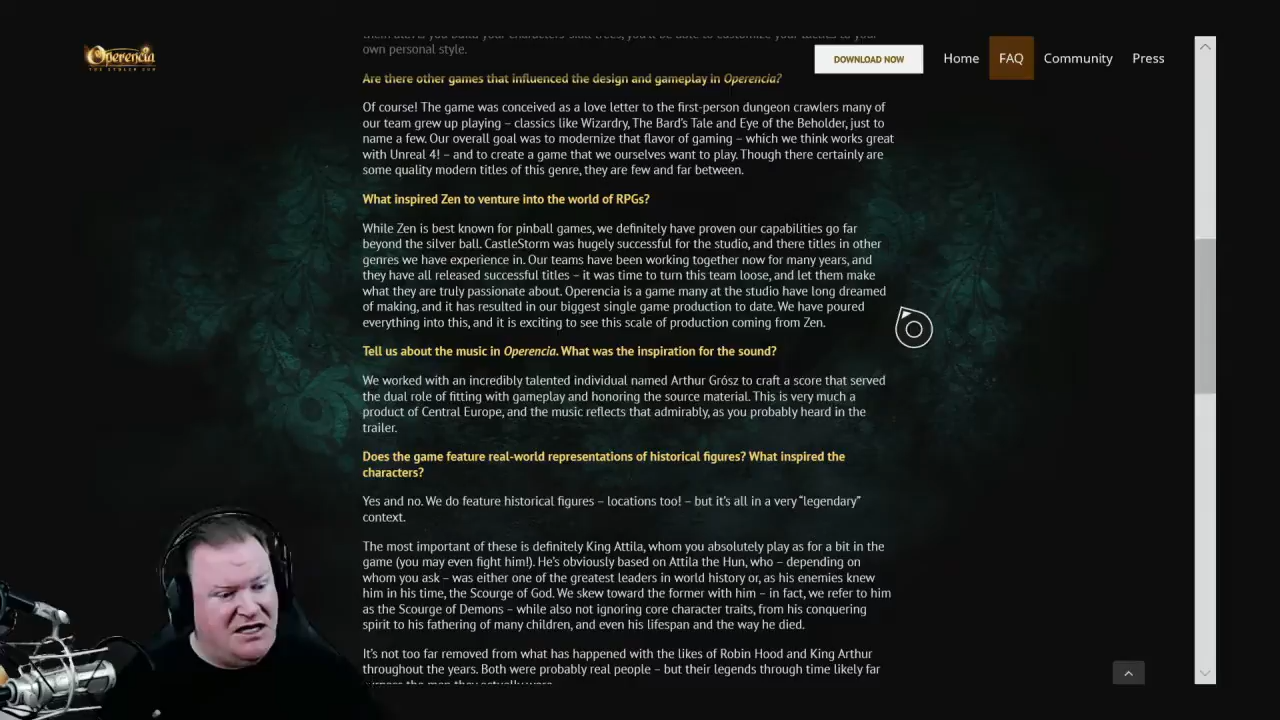 Operencia
THE STOLEN SUN
DOWNLOAD NOW
Home
FAQ
Community
Press
own personal style.
Are there other games that influenced the design and gameplay in Operencia?
Of course! The game was conceived as a love letter to the first-person dungeon crawlers many of
our team grew up playing – classics like Wizardry, The Bard's Tale and Eye of the Beholder, just to
name a few. Our overall goal was to modernize that flavor of gaming – which we think works great
with Unreal 4! – and to create a game that we ourselves want to play. Though there certainly are
some quality modern titles of this genre, they are few and far between.
What inspired Zen to venture into the world of RPGs?
While Zen is best known for pinball games, we definitely have proven our capabilities go far
beyond the silver ball. CastleStorm was hugely successful for the studio, and there titles in other
genres we have experience in. Our teams have been working together now for many years, and
they have all released successful titles – it was time to turn this team loose, and let them make
what they are truly passionate about. Operencia is a game many at the studio have long dreamed
of making, and it has resulted in our biggest single game production to date. We have poured
everything into this, and it is exciting to see this scale of production coming from Zen.
Tell us about the music in Operencia. What was the inspiration for the sound?
We worked with an incredibly talented individual named Arthur Grósz to craft a score that served
the dual role of fitting with gameplay and honoring the source material. This is very much a
product of Central Europe, and the music reflects that admirably, as you probably heard in the
trailer.
Does the game feature real-world representations of historical figures? What inspired the
characters?
Yes and no. We do feature historical figures – locations too! – but it's all in a very “legendary”
context.
The most important of these is definitely King Attila, whom you absolutely play as for a bit in the
game (you may even fight him!). He's obviously based on Attila the Hun, who – depending on
whom you ask – was either one of the greatest leaders in world history or, as his enemies knew
him in his time, the Scourge of God. We skew toward the former with him – in fact, we refer to him
as the Scourge of Demons – while also not ignoring core character traits, from his conquering
spirit to his fathering of many children, and even his lifespan and the way he died.
It's not too far removed from what has happened with the likes of Robin Hood and King Arthur
throughout the years. Both were probably real people – but their legends through time likely far